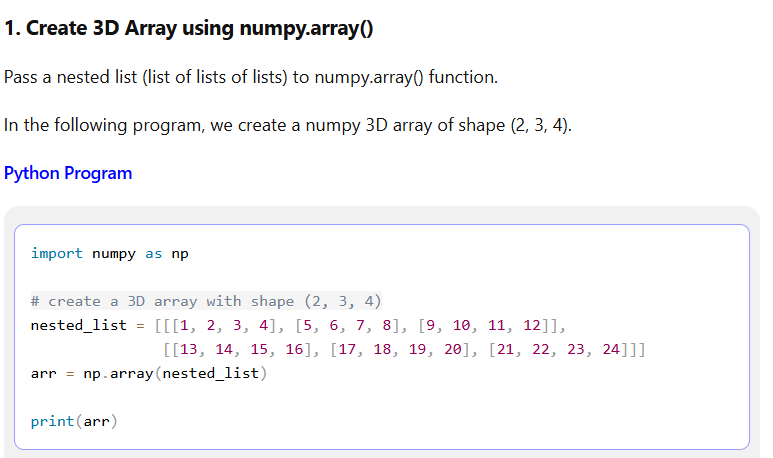 1. Create 3D Array using numpy.array()
Pass a nested list (list of lists of lists) to numpy.array() function.
In the following program, we create a numpy 3D array of shape (2, 3, 4).
Python Program
import numpy as np
# create a 3D array with shape (2, 3, 4)
nested_list = [[[1, 2, 3, 4], [5, 6, 7, 8], [9, 10, 11, 12]],
               [[13, 14, 15, 16], [17, 18, 19, 20], [21, 22, 23, 24]]]
arr = np.array(nested_list)
print(arr)